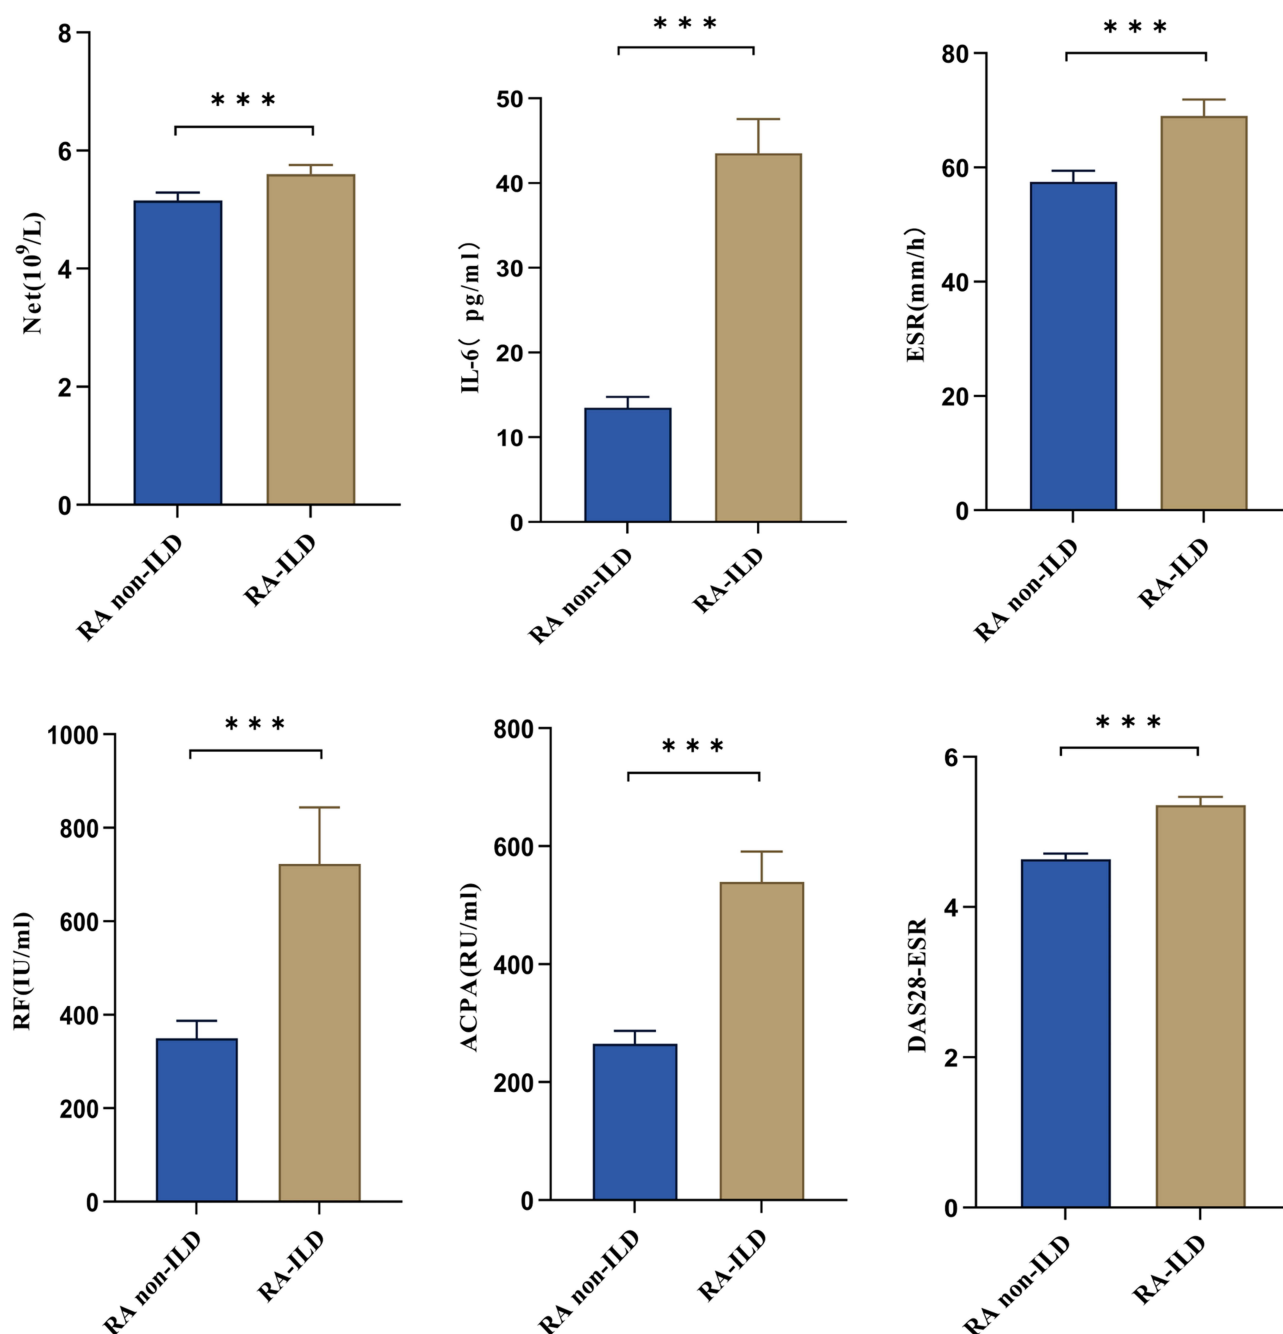 * * *
8
6
4
2
0
Net(10⁹/L)
RA non-ILD
RA-ILD
* * *
50
40
30
20
10
0
IL-6( pg/ml)
RA non-ILD
RA-ILD
* * *
80
60
40
20
0
ESR(mm/h)
RA non-ILD
RA-ILD
* * *
1000
800
600
400
200
0
RF(IU/ml)
RA non-ILD
RA-ILD
* * *
800
600
400
200
0
ACPA(RU/ml)
RA non-ILD
RA-ILD
* * *
6
4
2
0
DAS28-ESR
RA non-ILD
RA-ILD